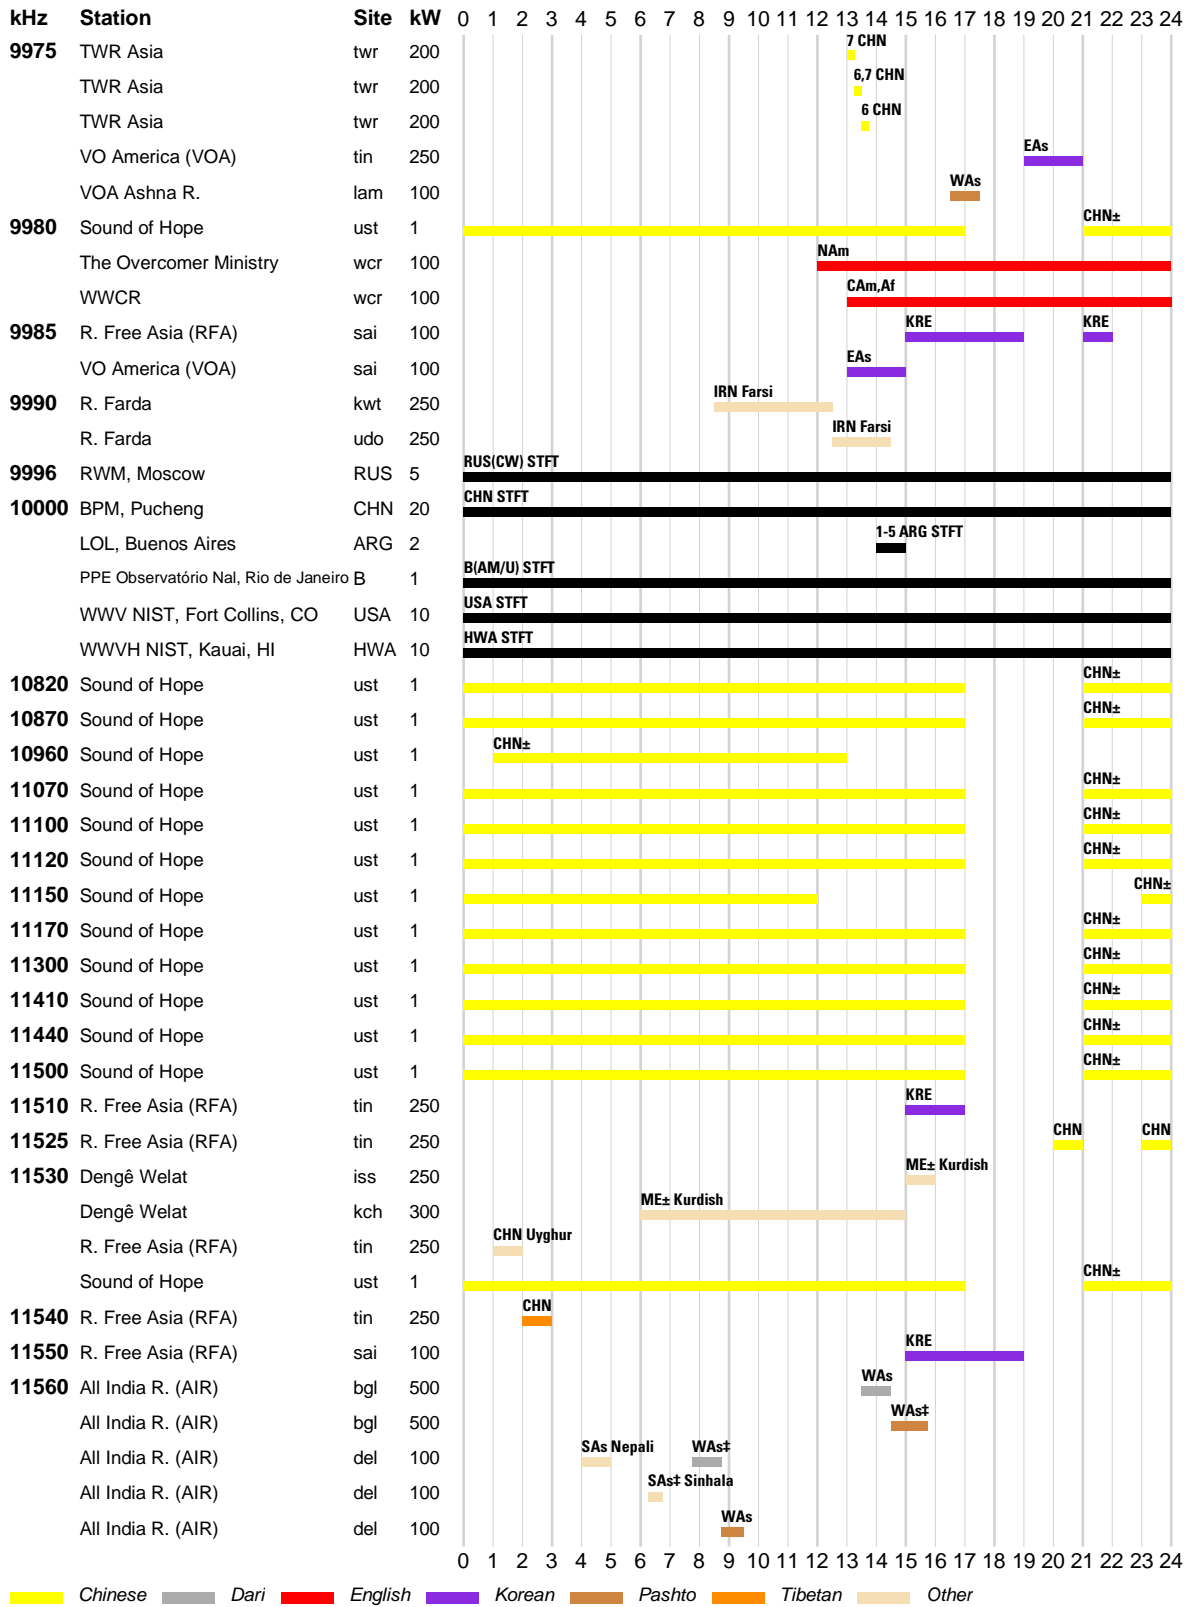 kHz Station Site kW 0 1 2 3 4 5 6 7 8 9 10 11 12 13 14 15 16 17 18 19 20 21 22 23 24
9975 TWR Asia twr 200 7 CHN
TWR Asia twr 200 6,7 CHN
TWR Asia twr 200 6 CHN
VO America (VOA) tin 250 EAs
VOA Ashna R. lam 100 WAs
9980 Sound of Hope ust 1 CHN±
The Overcomer Ministry wcr 100 NAm
WWCR wcr 100 CAm,Af
9985 R. Free Asia (RFA) sai 100 KRE KRE
VO America (VOA) sai 100 EAs
9990 R. Farda kwt 250 IRN Farsi
R. Farda udo 250 IRN Farsi
9996 RWM, Moscow RUS 5 RUS(CW) STFT
10000 BPM, Pucheng CHN 20 CHN STFT
LOL, Buenos Aires ARG 2 1-5 ARG STFT
PPE Observatório Nal, Rio de Janeiro B 1 B(AM/U) STFT
WWV NIST, Fort Collins, CO USA 10 USA STFT
WWVH NIST, Kauai, HI HWA 10 HWA STFT
10820 Sound of Hope ust 1 CHN±
10870 Sound of Hope ust 1 CHN±
10960 Sound of Hope ust 1 CHN±
11070 Sound of Hope ust 1 CHN±
11100 Sound of Hope ust 1 CHN±
11120 Sound of Hope ust 1 CHN±
11150 Sound of Hope ust 1 CHN±
11170 Sound of Hope ust 1 CHN±
11300 Sound of Hope ust 1 CHN±
11410 Sound of Hope ust 1 CHN±
11440 Sound of Hope ust 1 CHN±
11500 Sound of Hope ust 1 CHN±
11510 R. Free Asia (RFA) tin 250 KRE
11525 R. Free Asia (RFA) tin 250 CHN CHN
11530 Dengê Welat iss 250 ME± Kurdish
Dengê Welat kch 300 ME± Kurdish
R. Free Asia (RFA) tin 250 CHN Uyghur
Sound of Hope ust 1 CHN±
11540 R. Free Asia (RFA) tin 250 CHN
11550 R. Free Asia (RFA) sai 100 KRE
11560 All India R. (AIR) bgl 500 WAs
All India R. (AIR) bgl 500 WAs‡
All India R. (AIR) del 100 SAs Nepali WAs‡
All India R. (AIR) del 100 SAs‡ Sinhala
All India R. (AIR) del 100 WAs
0 1 2 3 4 5 6 7 8 9 10 11 12 13 14 15 16 17 18 19 20 21 22 23 24
Chinese Dari English Korean Pashto Tibetan Other